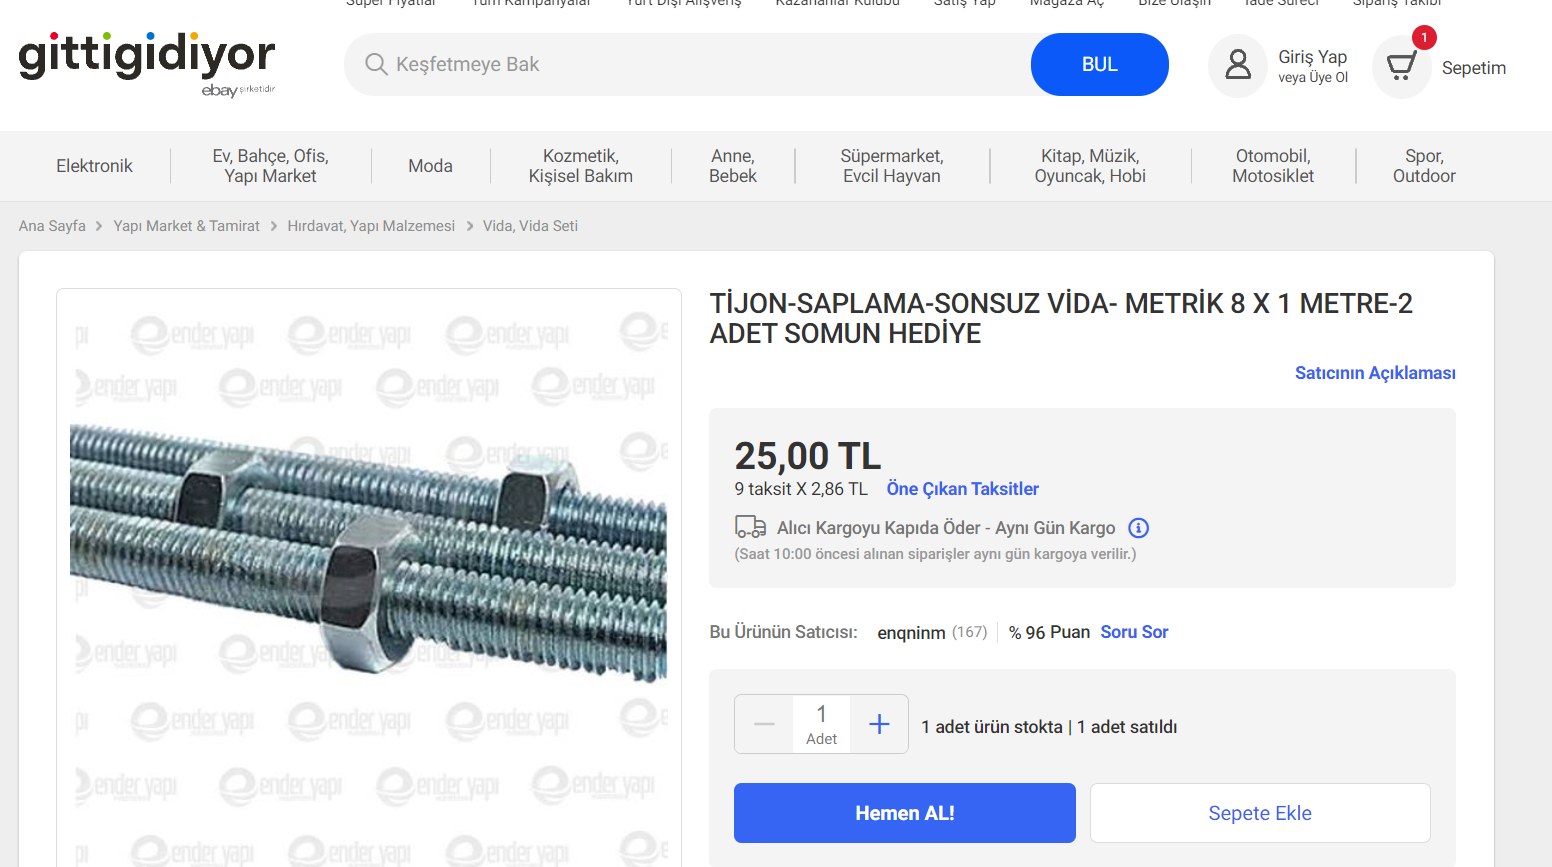 Süper Fiyatlar
Tüm Kampanyalar
Yurt Dışı Alışveriş
Kazananlar Kulübü
Satış Yap
Mağaza Aç
Bize Ulaşın
İade Süreci
Sipariş Takibi
gittigidiyor
ebay şirketidir
Keşfetmeye Bak
BUL
Giriş Yap
veya Üye Ol
1
Sepetim
Elektronik
Ev, Bahçe, Ofis,
Yapı Market
Moda
Kozmetik,
Kişisel Bakım
Anne,
Bebek
Süpermarket,
Evcil Hayvan
Kitap, Müzik,
Oyuncak, Hobi
Otomobil,
Motosiklet
Spor,
Outdoor
Ana Sayfa > Yapı Market & Tamirat > Hırdavat, Yapı Malzemesi > Vida, Vida Seti
ender yapı
TİJON-SAPLAMA-SONSUZ VİDA- METRİK 8 X 1 METRE-2
ADET SOMUN HEDİYE
Satıcının Açıklaması
25,00 TL
9 taksit X 2,86 TL Öne Çıkan Taksitler
Alıcı Kargoyu Kapıda Öder - Aynı Gün Kargo
(Saat 10:00 öncesi alınan siparişler aynı gün kargoya verilir.)
Bu Ürünün Satıcısı: enqninm (167) % 96 Puan Soru Sor
1
Adet
1 adet ürün stokta | 1 adet satıldı
Hemen AL!
Sepete Ekle